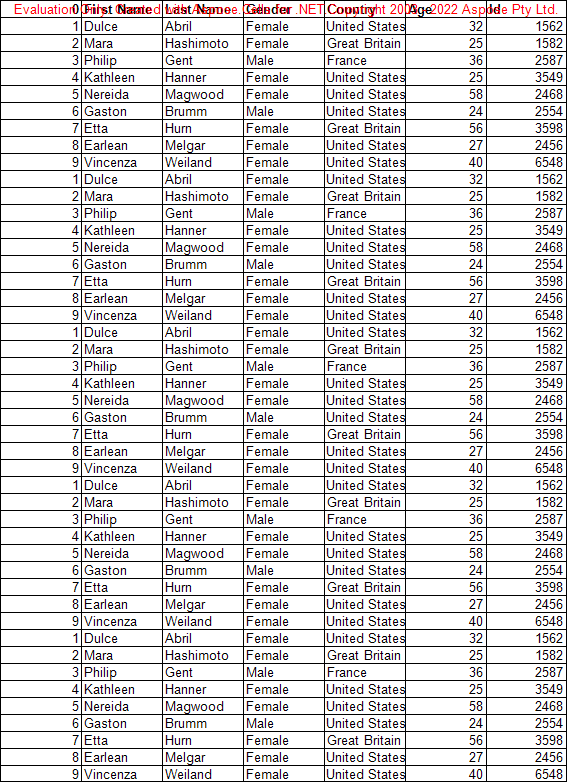 Evaluation Only. Created with Aspose.Cells for .NET. Copyright 2003 - 2022 Aspose Pty Ltd.
0 First Name Last Name Gender Country Age Id
1 Dulce Abril Female United States 32 1562
2 Mara Hashimoto Female Great Britain 25 1582
3 Philip Gent Male France 36 2587
4 Kathleen Hanner Female United States 25 3549
5 Nereida Magwood Female United States 58 2468
6 Gaston Brumm Male United States 24 2554
7 Etta Hurn Female Great Britain 56 3598
8 Earlean Melgar Female United States 27 2456
9 Vincenza Weiland Female United States 40 6548
1 Dulce Abril Female United States 32 1562
2 Mara Hashimoto Female Great Britain 25 1582
3 Philip Gent Male France 36 2587
4 Kathleen Hanner Female United States 25 3549
5 Nereida Magwood Female United States 58 2468
6 Gaston Brumm Male United States 24 2554
7 Etta Hurn Female Great Britain 56 3598
8 Earlean Melgar Female United States 27 2456
9 Vincenza Weiland Female United States 40 6548
1 Dulce Abril Female United States 32 1562
2 Mara Hashimoto Female Great Britain 25 1582
3 Philip Gent Male France 36 2587
4 Kathleen Hanner Female United States 25 3549
5 Nereida Magwood Female United States 58 2468
6 Gaston Brumm Male United States 24 2554
7 Etta Hurn Female Great Britain 56 3598
8 Earlean Melgar Female United States 27 2456
9 Vincenza Weiland Female United States 40 6548
1 Dulce Abril Female United States 32 1562
2 Mara Hashimoto Female Great Britain 25 1582
3 Philip Gent Male France 36 2587
4 Kathleen Hanner Female United States 25 3549
5 Nereida Magwood Female United States 58 2468
6 Gaston Brumm Male United States 24 2554
7 Etta Hurn Female Great Britain 56 3598
8 Earlean Melgar Female United States 27 2456
9 Vincenza Weiland Female United States 40 6548
1 Dulce Abril Female United States 32 1562
2 Mara Hashimoto Female Great Britain 25 1582
3 Philip Gent Male France 36 2587
4 Kathleen Hanner Female United States 25 3549
5 Nereida Magwood Female United States 58 2468
6 Gaston Brumm Male United States 24 2554
7 Etta Hurn Female Great Britain 56 3598
8 Earlean Melgar Female United States 27 2456
9 Vincenza Weiland Female United States 40 6548